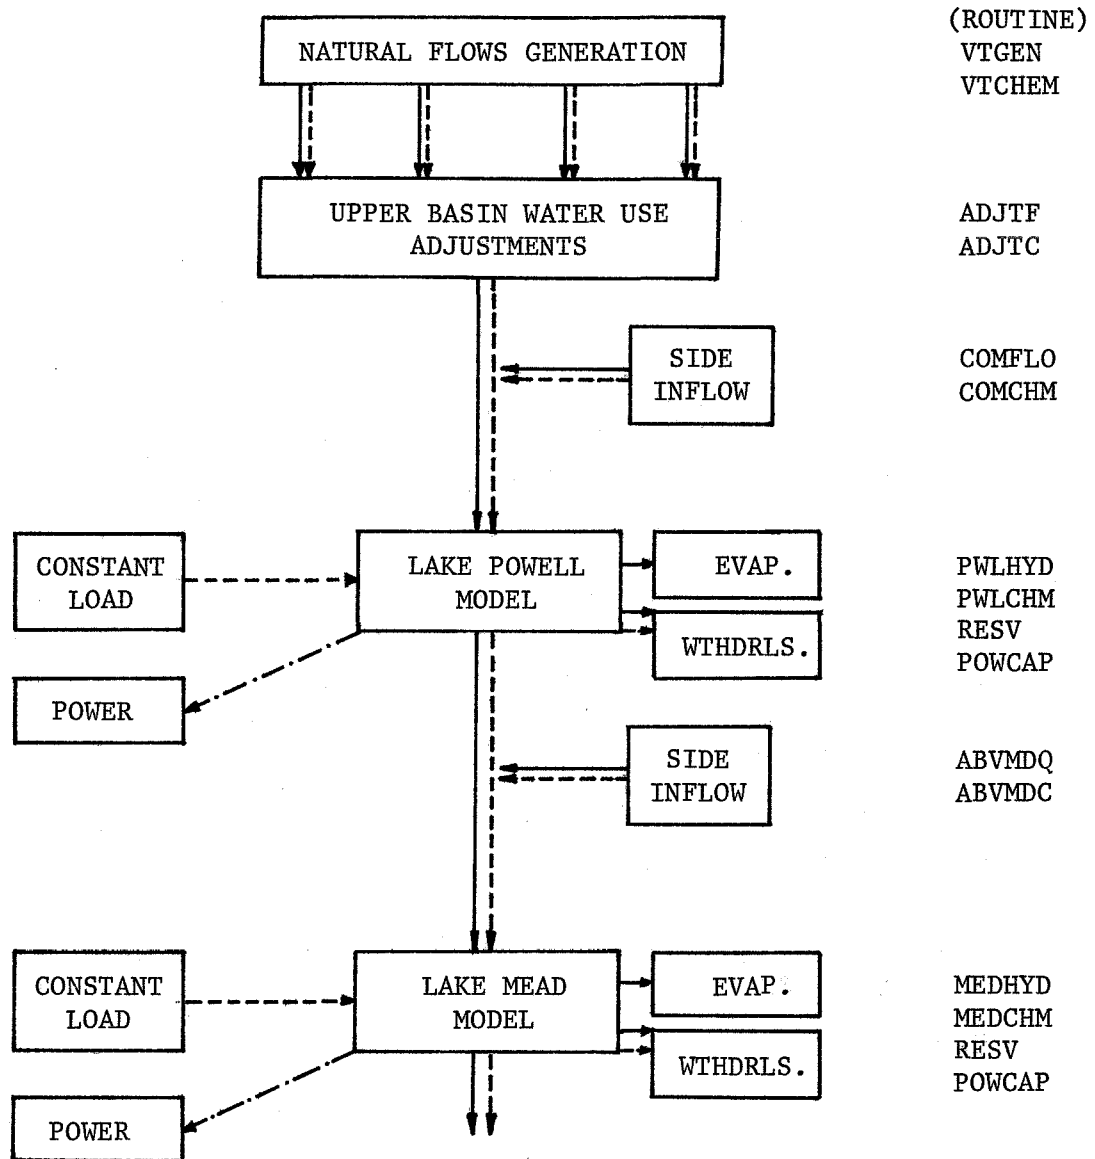 (ROUTINE)
NATURAL FLOWS GENERATION
VTGEN
VTCHEM
UPPER BASIN WATER USE
ADJUSTMENTS
ADJTF
ADJTC
SIDE
INFLOW
COMFLO
COMCHM
CONSTANT
LOAD
LAKE POWELL
MODEL
EVAP.
WTHDRLS.
POWER
PWLHYD
PWLCHM
RESV
POWCAP
SIDE
INFLOW
ABVMDQ
ABVMDC
CONSTANT
LOAD
LAKE MEAD
MODEL
EVAP.
WTHDRLS.
POWER
MEDHYD
MEDCHM
RESV
POWCAP